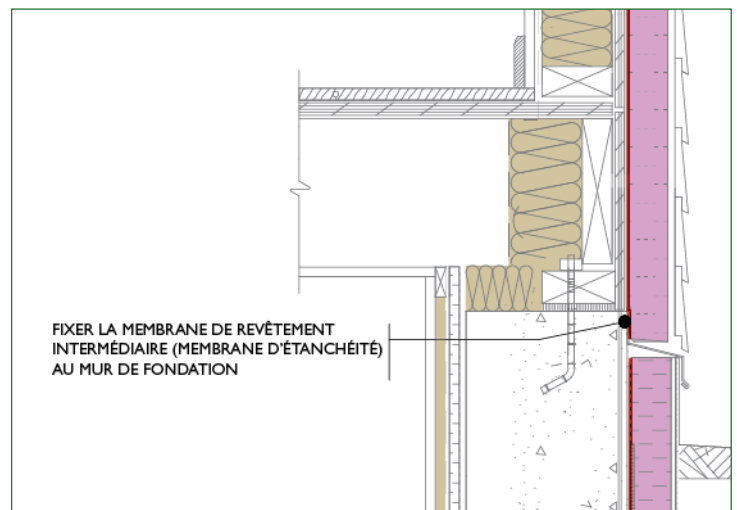 FIXER LA MEMBRANE DE REVÊTEMENT
INTERMÉDIAIRE (MEMBRANE D'ÉTANCHÉITÉ)
AU MUR DE FONDATION